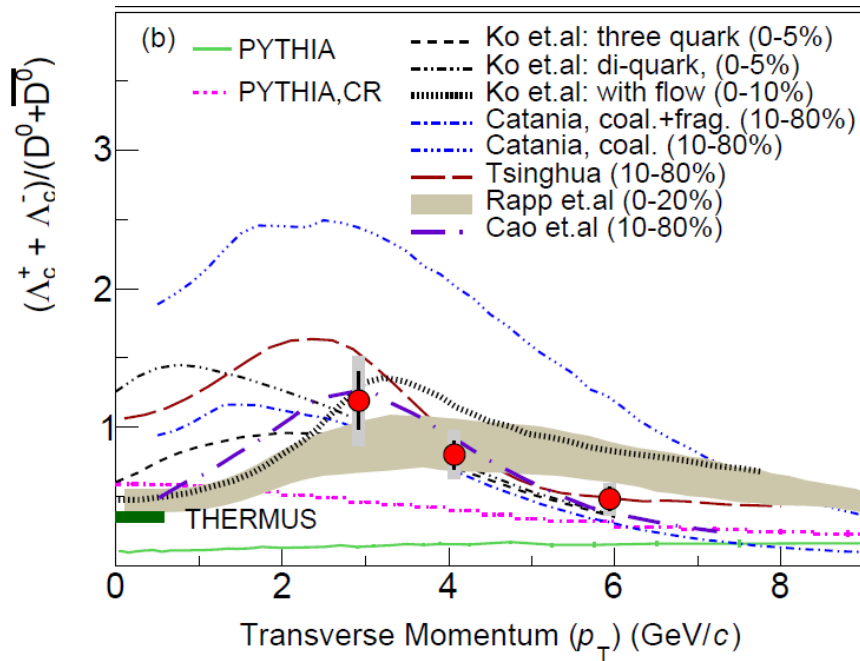 (b)
PYTHIA
PYTHIA,CR
Ko et.al: three quark (0-5%)
Ko et.al: di-quark, (0-5%)
Ko et.al: with flow (0-10%)
Catania, coal.+frag. (10-80%)
Catania, coal. (10-80%)
Tsinghua (10-80%)
Rapp et.al (0-20%)
Cao et.al (10-80%)
(Λc⁺ + Λc⁻)/(D⁰+D̅⁰)
3
2
1
THERMUS
0 2 4 6 8
Transverse Momentum (p_T) (GeV/c)